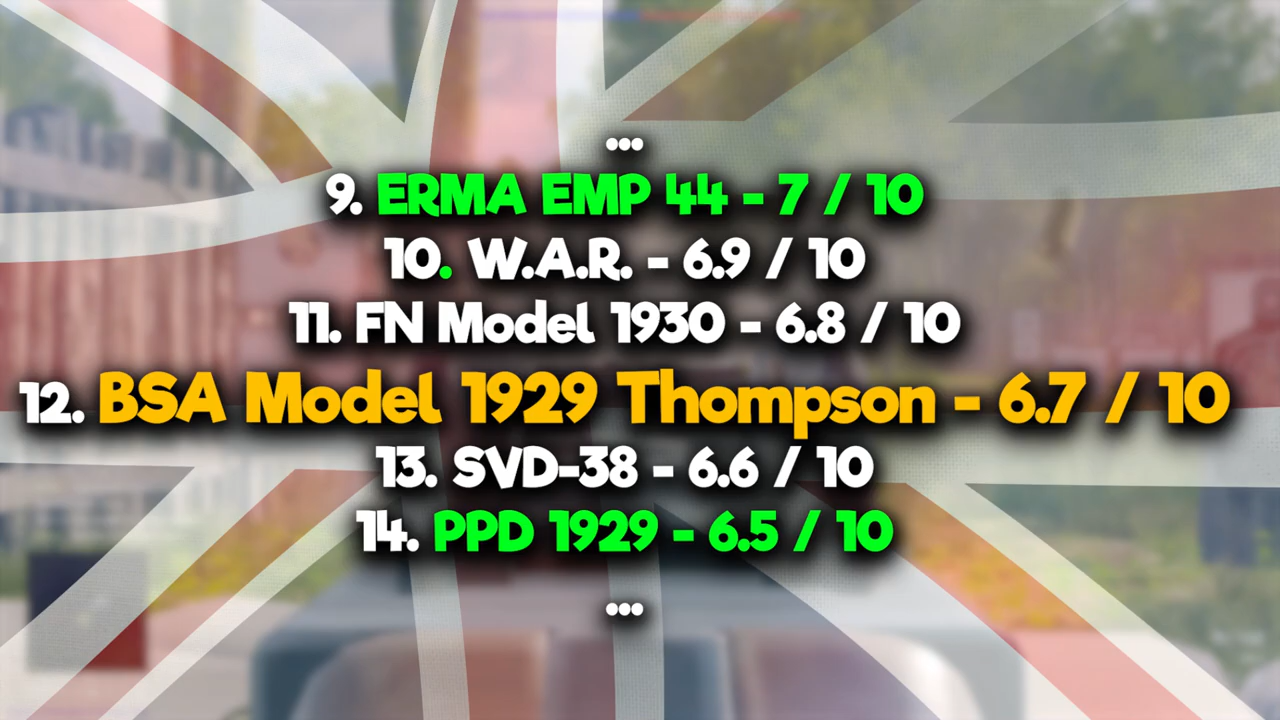 ...
9. ERMA EMP 44 - 7 / 10
10. W.A.R. - 6.9 / 10
11. FN Model 1930 - 6.8 / 10
12. BSA Model 1929 Thompson - 6.7 / 10
13. SVD-38 - 6.6 / 10
14. PPD 1929 - 6.5 / 10
...